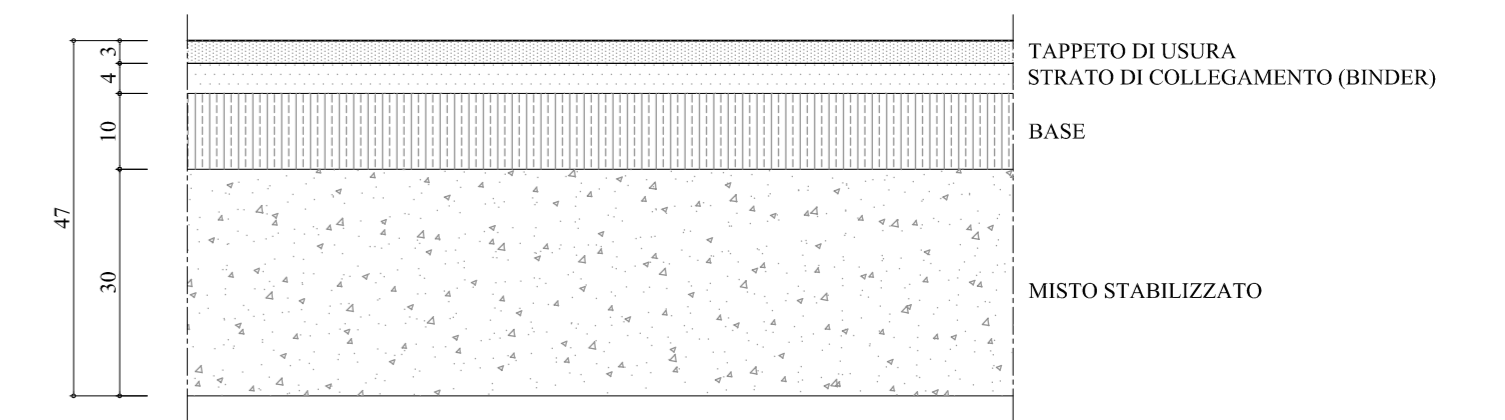 3
TAPPETO DI USURA
4
STRATO DI COLLEGAMENTO (BINDER)
10
BASE
47
30
MISTO STABILIZZATO